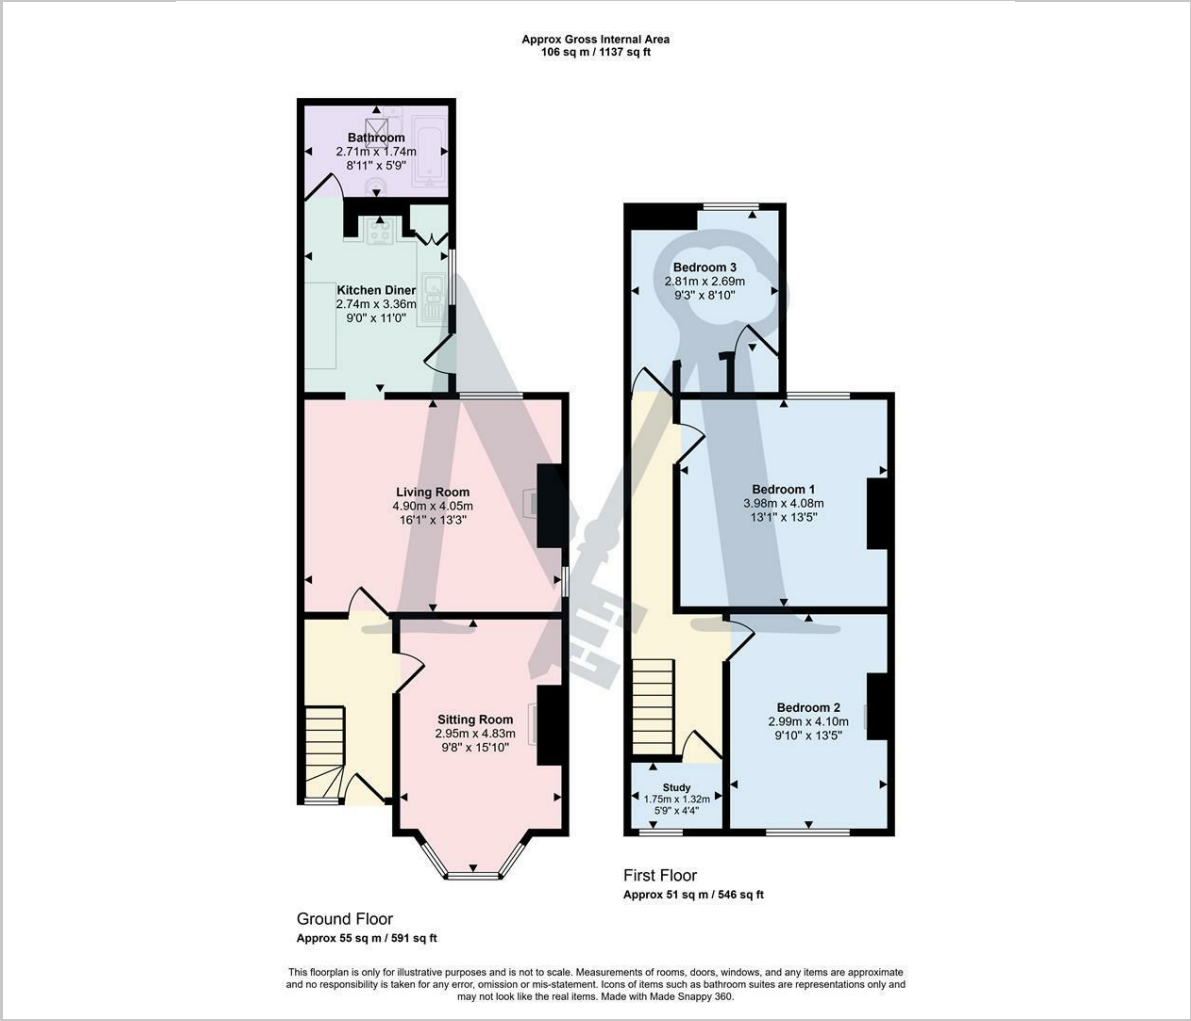 Approx Gross Internal Area
106 sq m / 1137 sq ft
Bathroom
2.71m x 1.74m
8'11" x 5'9"
Kitchen Diner
2.74m x 3.36m
9'0" x 11'0"
Living Room
4.90m x 4.05m
16'1" x 13'3"
Sitting Room
2.95m x 4.83m
9'8" x 15'10"
Ground Floor
Approx 55 sq m / 591 sq ft
Bedroom 3
2.81m x 2.69m
9'3" x 8'10"
Bedroom 1
3.98m x 4.08m
13'1" x 13'5"
Bedroom 2
2.99m x 4.10m
9'10" x 13'5"
Study
1.75m x 1.32m
5'9" x 4'4"
First Floor
Approx 51 sq m / 546 sq ft
This floorplan is only for illustrative purposes and is not to scale. Measurements of rooms, doors, windows, and any items are approximate
and no responsibility is taken for any error, omission or mis-statement. Icons of items such as bathroom suites are representations only and
may not look like the real items. Made with Made Snappy 360.